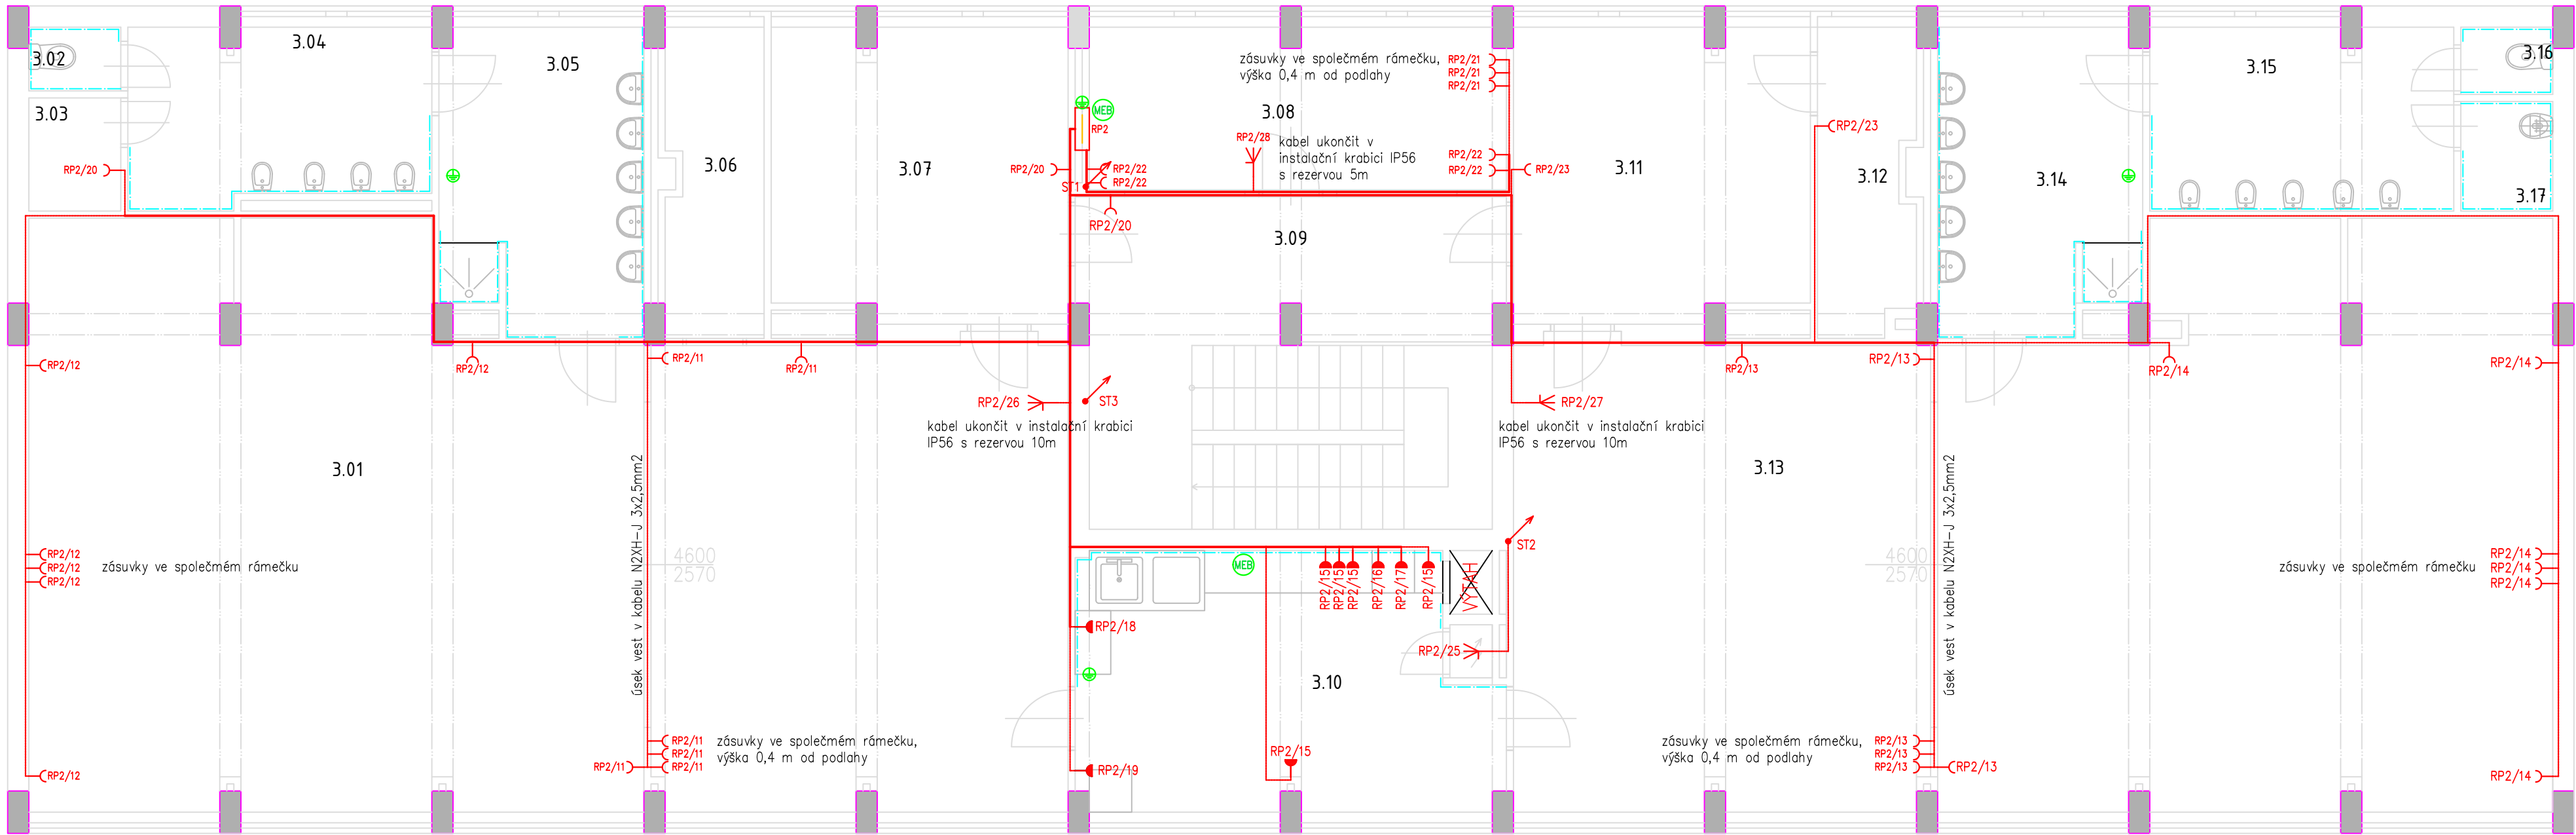 3.02
3.03
3.04
3.05
3.06
3.07
3.08
3.09
3.11
3.12
3.14
3.15
3.16
3.17
zásuvky ve společném rámečku,
výška 0,4 m od podlahy
RP2/21
RP2/21
RP2/21
MEB
RP2
RP2/28
kabel ukončit v
instalační krabici IP56
s rezervou 5m
RP2/20
RP2/20
RP2/22
RP2/22
ST1
RP2/22
RP2/22
RP2/23
RP2/23
RP2/20
RP2/12
RP2/12
RP2/11
RP2/11
RP2/13
RP2/13
RP2/14
RP2/14
RP2/26
ST3
RP2/27
kabel ukončit v instalační krabici
IP56 s rezervou 10m
kabel ukončit v instalační krabici
IP56 s rezervou 10m
3.01
3.13
úsek vest v kabelu N2XH-J 3x2,5mm2
úsek vest v kabelu N2XH-J 3x2,5mm2
4600
2570
4600
2570
RP2/12
RP2/12
RP2/12
zásuvky ve společném rámečku
MEB
RP2/15
RP2/15
RP2/15
RP2/16
RP2/17
RP2/15
VÝTAH
ST2
zásuvky ve společném rámečku
RP2/14
RP2/14
RP2/14
RP2/18
RP2/25
3.10
RP2/11
RP2/11
RP2/11
RP2/11
zásuvky ve společném rámečku,
výška 0,4 m od podlahy
RP2/12
RP2/19
RP2/15
zásuvky ve společném rámečku,
výška 0,4 m od podlahy
RP2/13
RP2/13
RP2/13
RP2/13
RP2/14